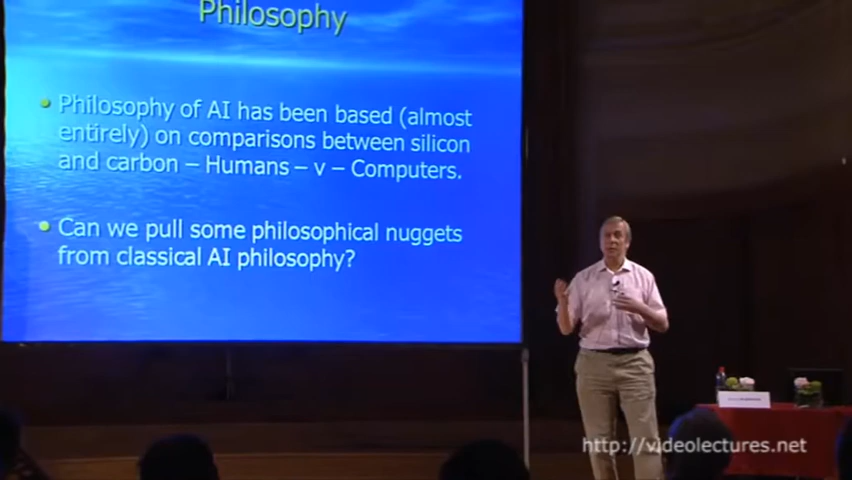 Philosophy
Philosophy of AI has been based (almost
entirely) on comparisons between silicon
and carbon – Humans – v – Computers.
Can we pull some philosophical nuggets
from classical AI philosophy?
http://videolectures.net